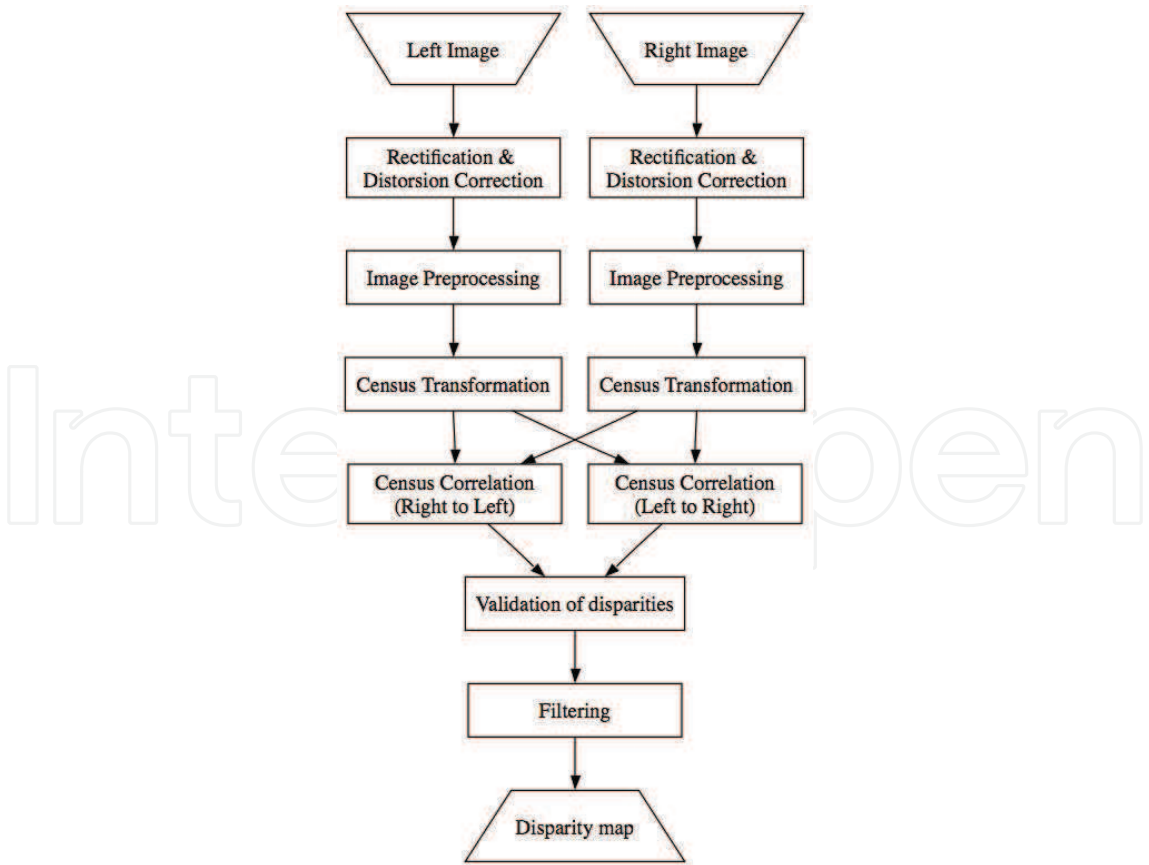 Left Image
Right Image
Rectification &
Distorsion Correction
Rectification &
Distorsion Correction
Image Preprocessing
Image Preprocessing
Census Transformation
Census Transformation
Census Correlation
(Right to Left)
Census Correlation
(Left to Right)
Validation of disparities
Filtering
Disparity map